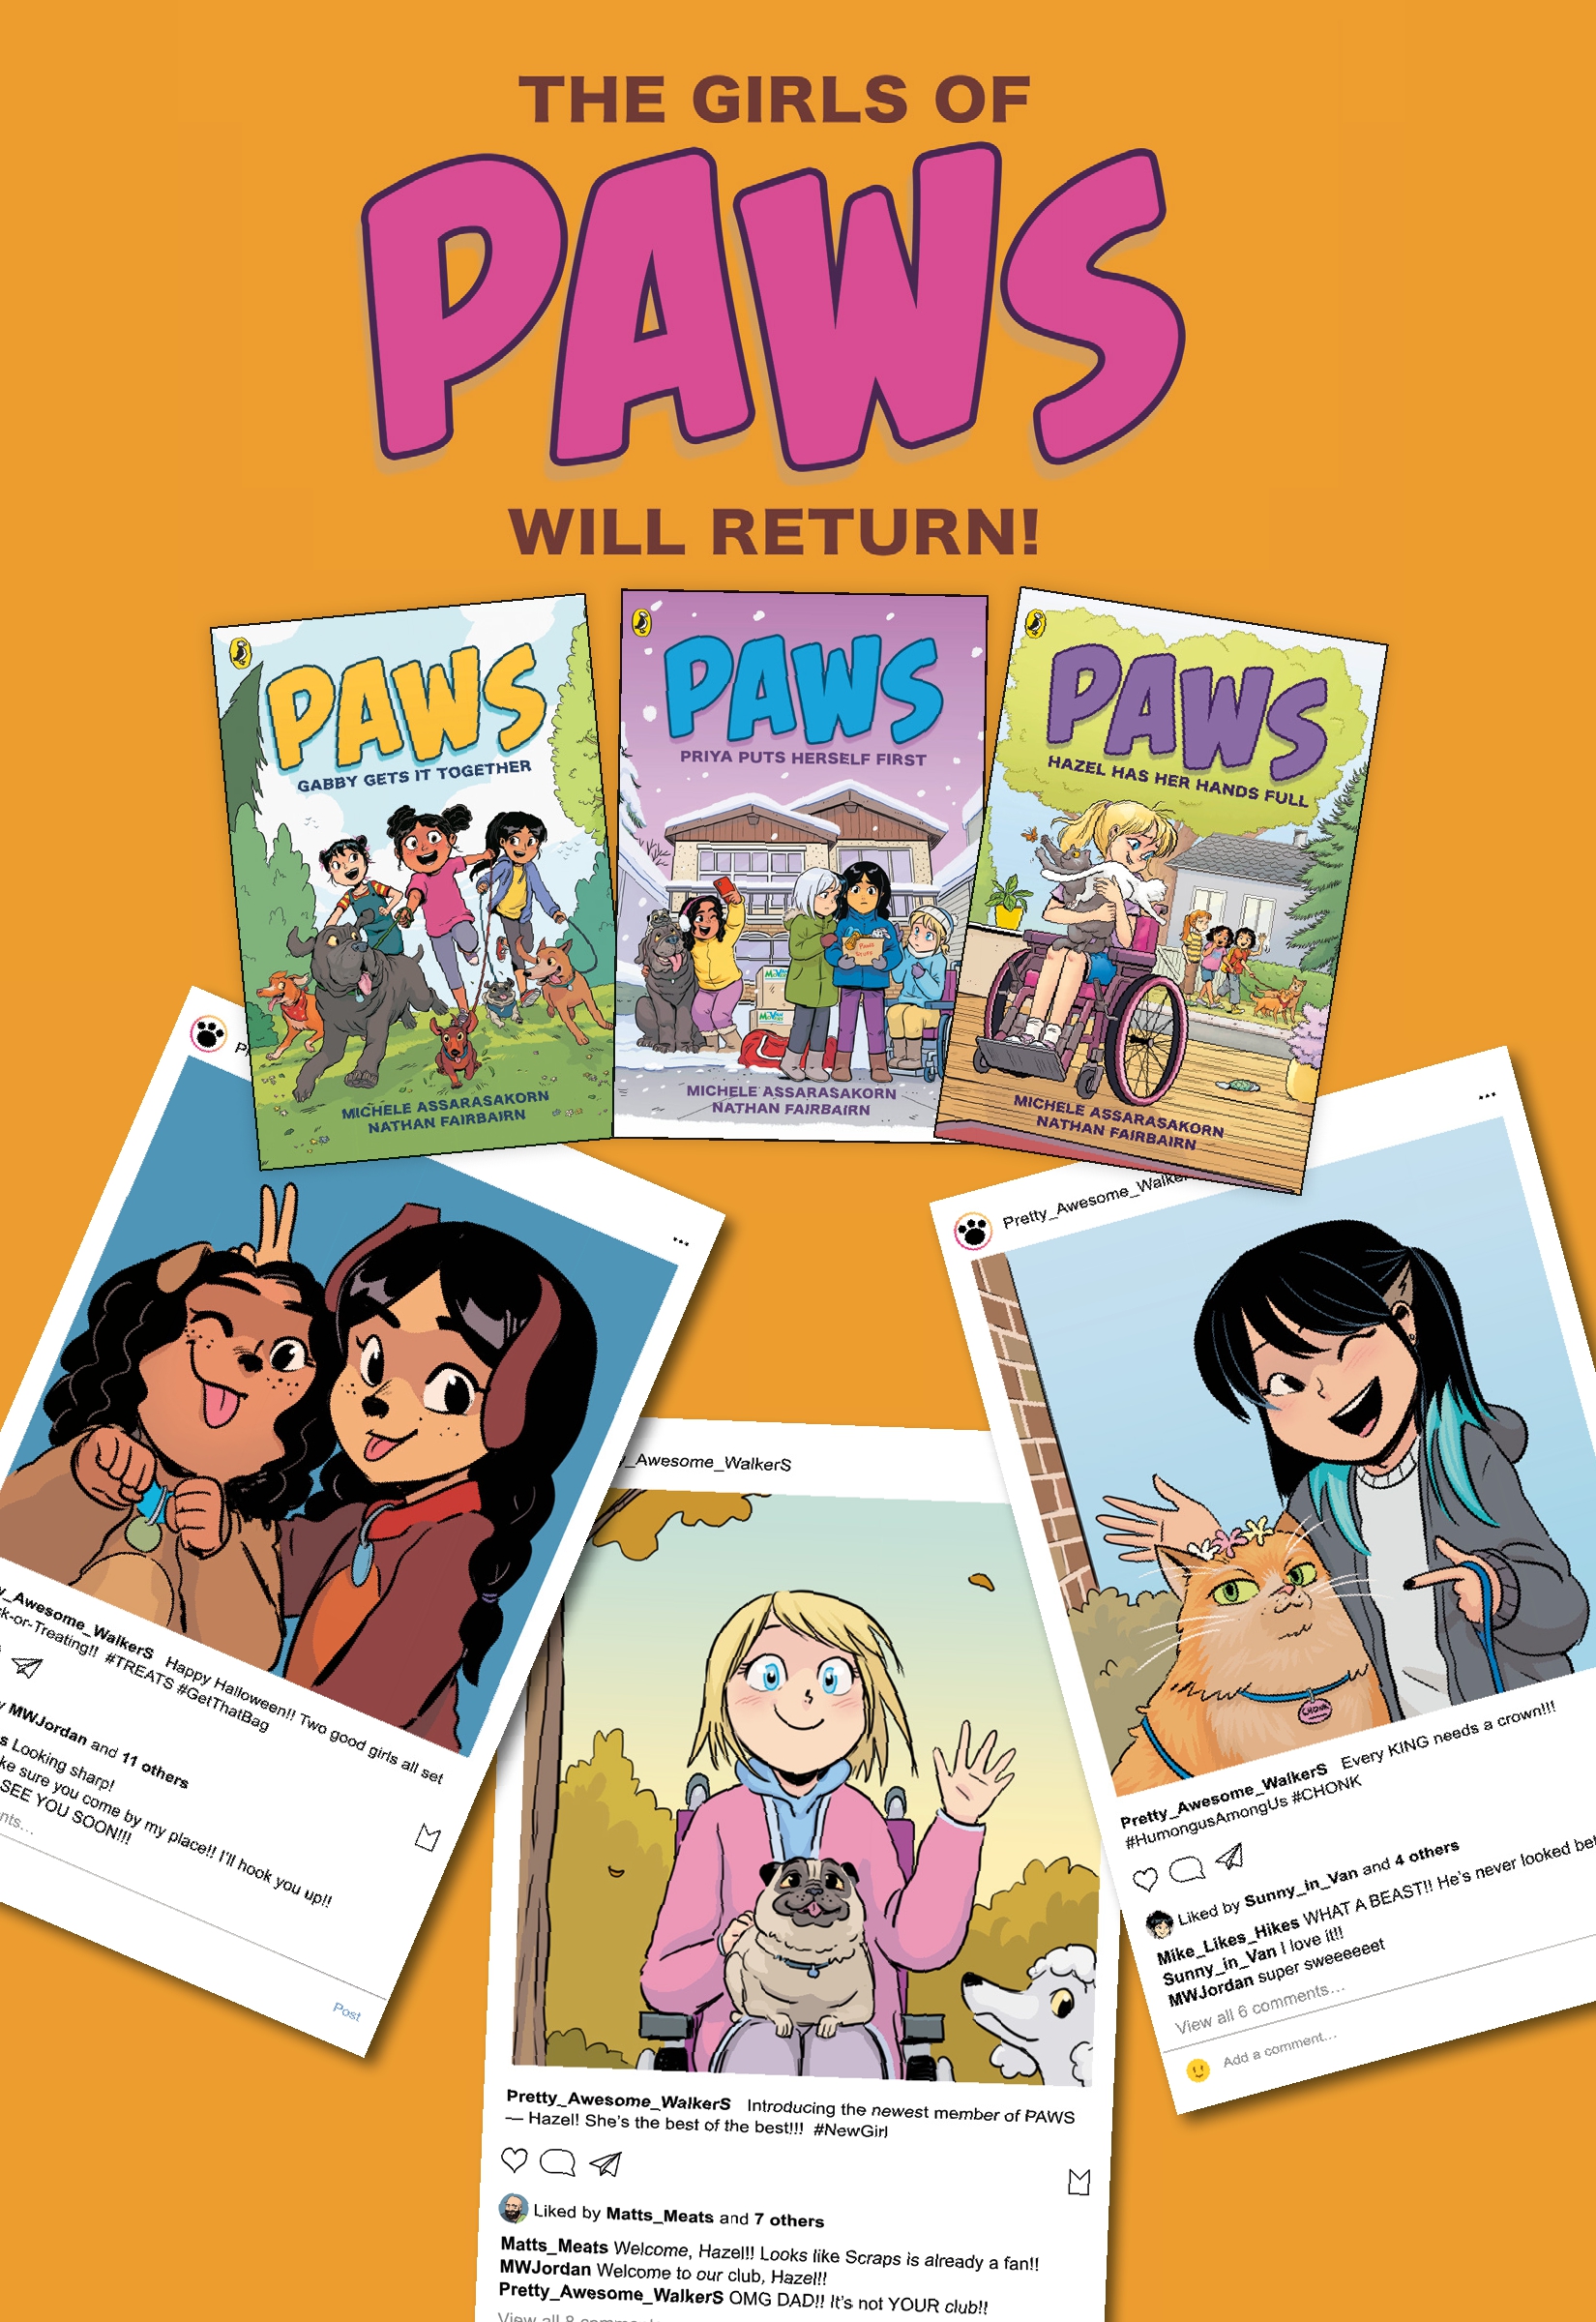 THE GIRLS OF
PAWS
WILL RETURN!
PAWS
GABBY GETS IT TOGETHER
MICHELE ASSARASAKORN
NATHAN FAIRBAIRN
PAWS
PRIYA PUTS HERSELF FIRST
MICHELE ASSARASAKORN
NATHAN FAIRBAIRN
PAWS
HAZEL HAS HER HANDS FULL
MICHELE ASSARASAKORN
NATHAN FAIRBAIRN
_Awesome_WalkerS Happy Halloween!! Two good girls all set
-or-Treating!! #TREATS #GetThatBag
MWJordan and 11 others
Looking sharp!
sure you come by my place!! I'll hook you up!!
SEE YOU SOON!!!
Post
_Awesome_WalkerS
Pretty_Awesome_WalkerS Introducing the newest member of PAWS
— Hazel! She's the best of the best!!! #NewGirl
Liked by Matts_Meats and 7 others
Matts_Meats Welcome, Hazel!! Looks like Scraps is already a fan!!
MWJordan Welcome to our club, Hazel!!
Pretty_Awesome_WalkerS OMG DAD!! It's not YOUR club!!
View all 8
Pretty_Awesome_Walker
CHONK
Pretty_Awesome_WalkerS Every KING needs a crown!!!
#HumongusAmongUs #CHONK
Liked by Sunny_in_Van and 4 others
Mike_Likes_Hikes WHAT A BEAST!! He's never looked
Sunny_in_Van I love it!!
MWJordan super sweeeeeet
View all 6 comments...
Add a comment...